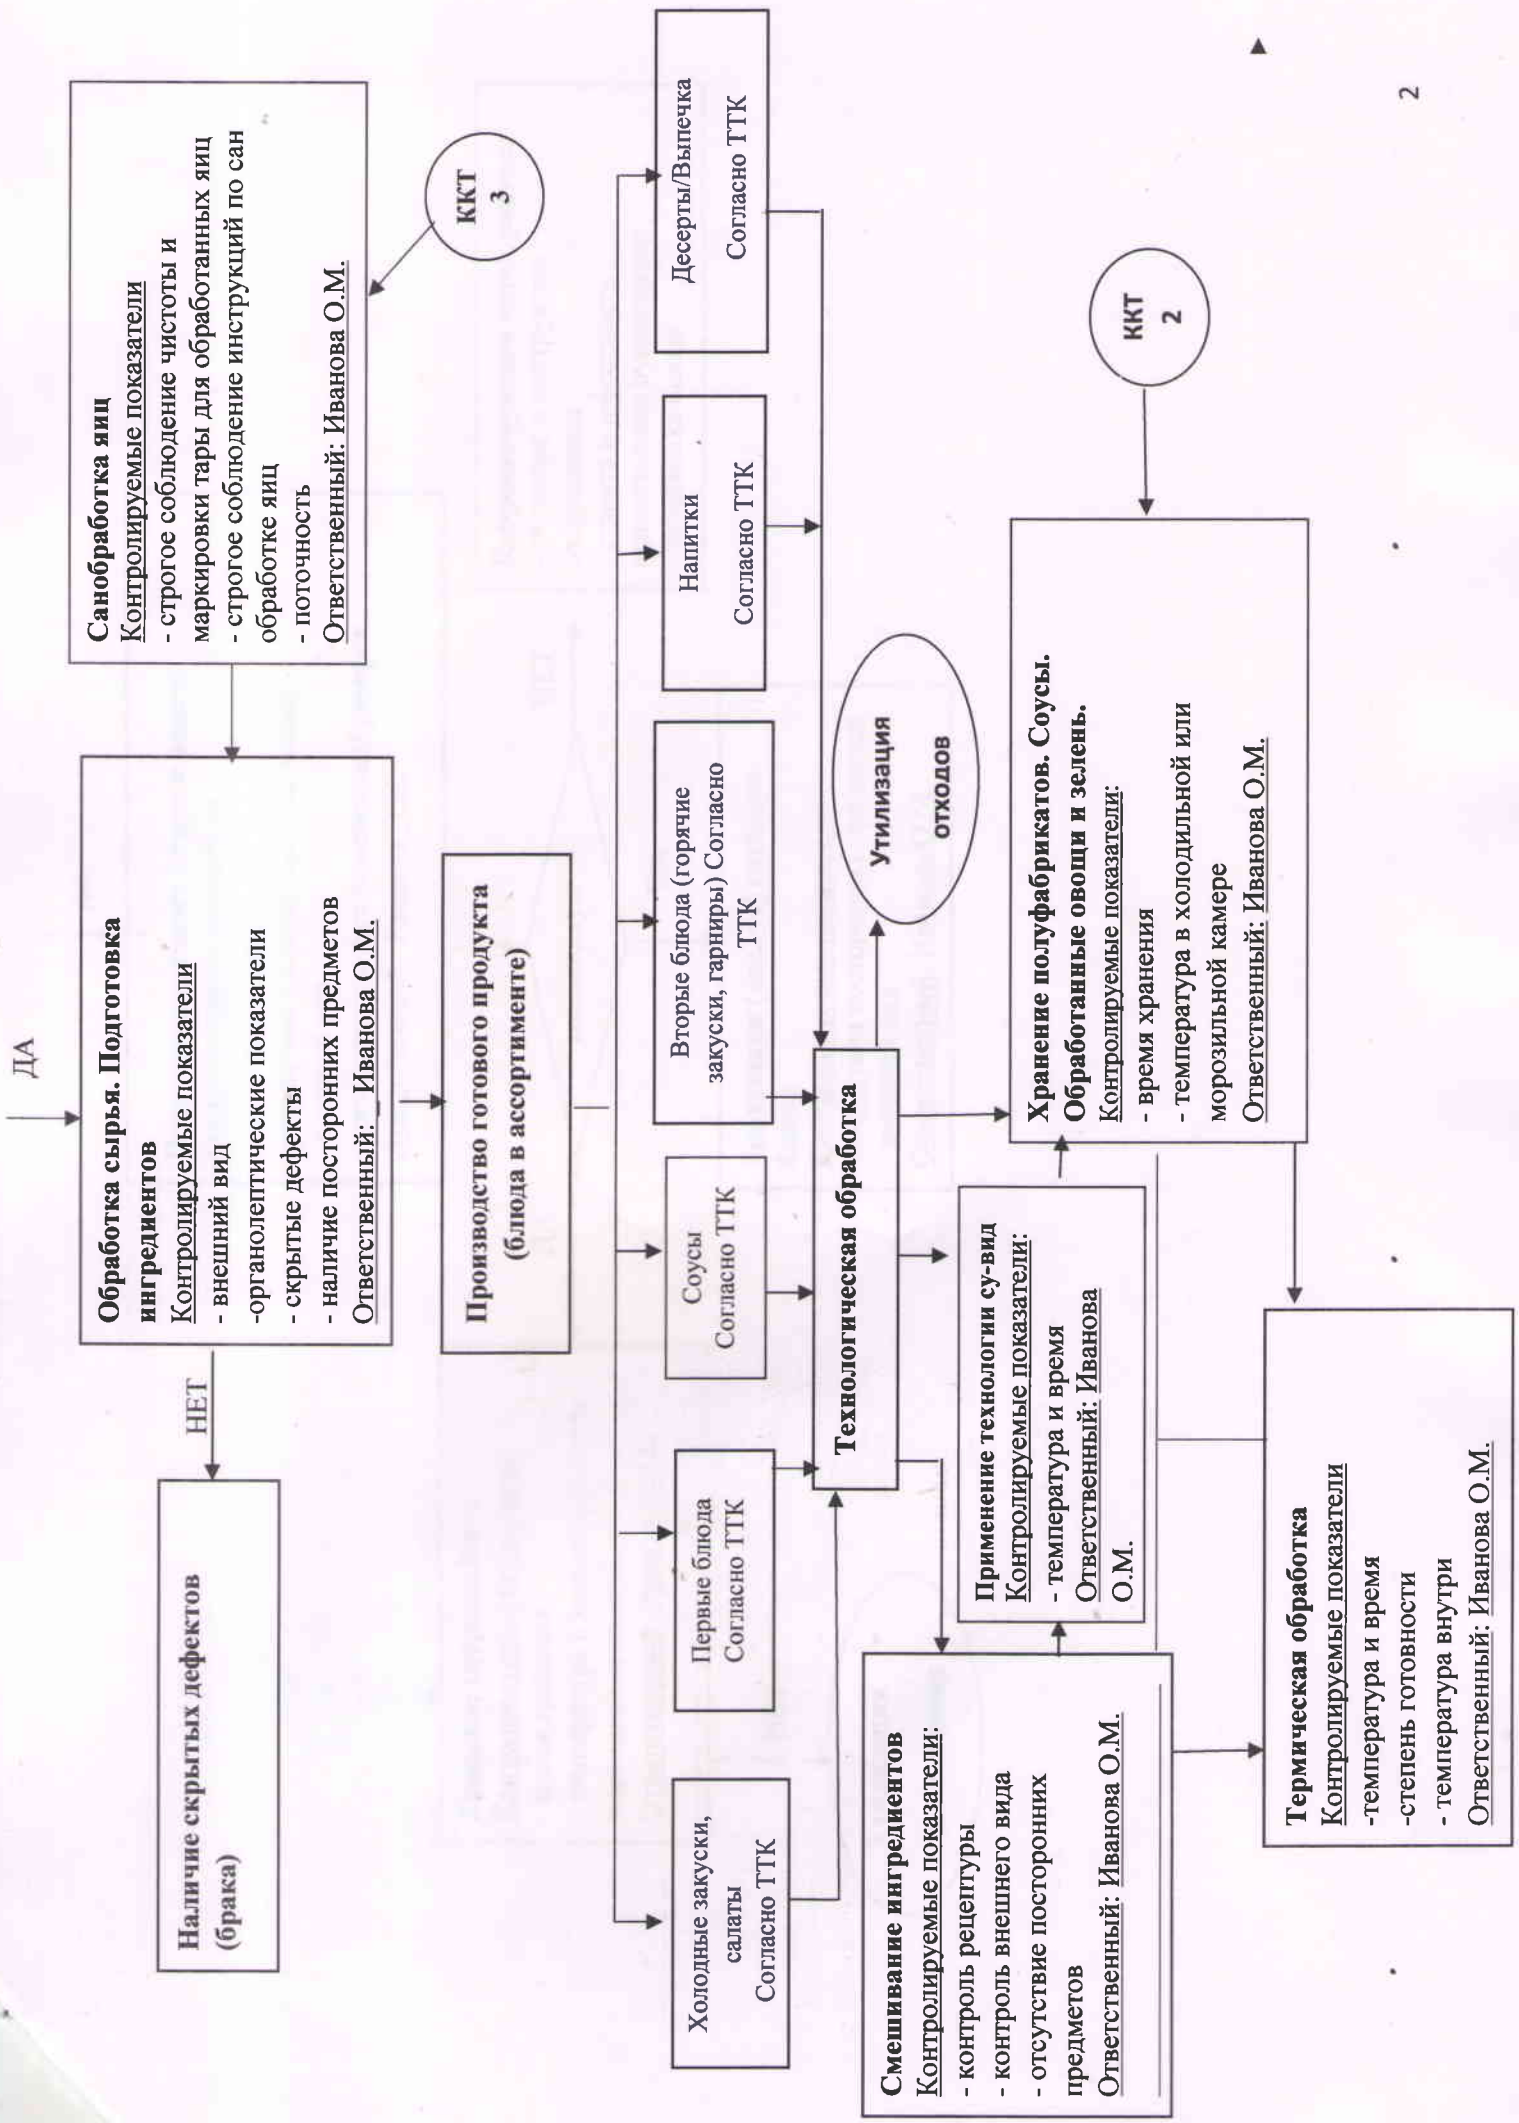 ДА
Обработка сырья. Подготовка
ингредиентов
Контролируемые показатели
- внешний вид
-органолептические показатели
- скрытые дефекты
- наличие посторонних предметов
Ответственный: Иванова О.М.
Санобработка яиц
Контролируемые показатели
- строгое соблюдение чистоты и
маркировки тары для обработанных яиц
- строгое соблюдение инструкций по сан
обработке яиц
- поточность
Ответственный: Иванова О.М.
ККТ
3
НЕТ
Наличие скрытых дефектов
(брака)
Производство готового продукта
(блюда в ассортименте)
Холодные закуски,
салаты
Согласно ТТК
Первые блюда
Согласно ТТК
Соусы
Согласно ТТК
Вторые блюда (горячие
закуски, гарниры) Согласно
ТТК
Напитки
Согласно ТТК
Десерты/Выпечка
Согласно ТТК
Технологическая обработка
Утилизация
отходов
Смешивание ингредиентов
Контролируемые показатели:
- контроль рецептуры
- контроль внешнего вида
- отсутствие посторонних
предметов
Ответственный: Иванова О.М.
Применение технологии су-вид
Контролируемые показатели:
- температура и время
Ответственный: Иванова
О.М.
Хранение полуфабрикатов. Соусы.
Обработанные овощи и зелень.
Контролируемые показатели:
- время хранения
- температура в холодильной или
морозильной камере
Ответственный: Иванова О.М.
ККТ
2
Термическая обработка
Контролируемые показатели
-температура и время
-степень готовности
- температура внутри
Ответственный: Иванова О.М.
2